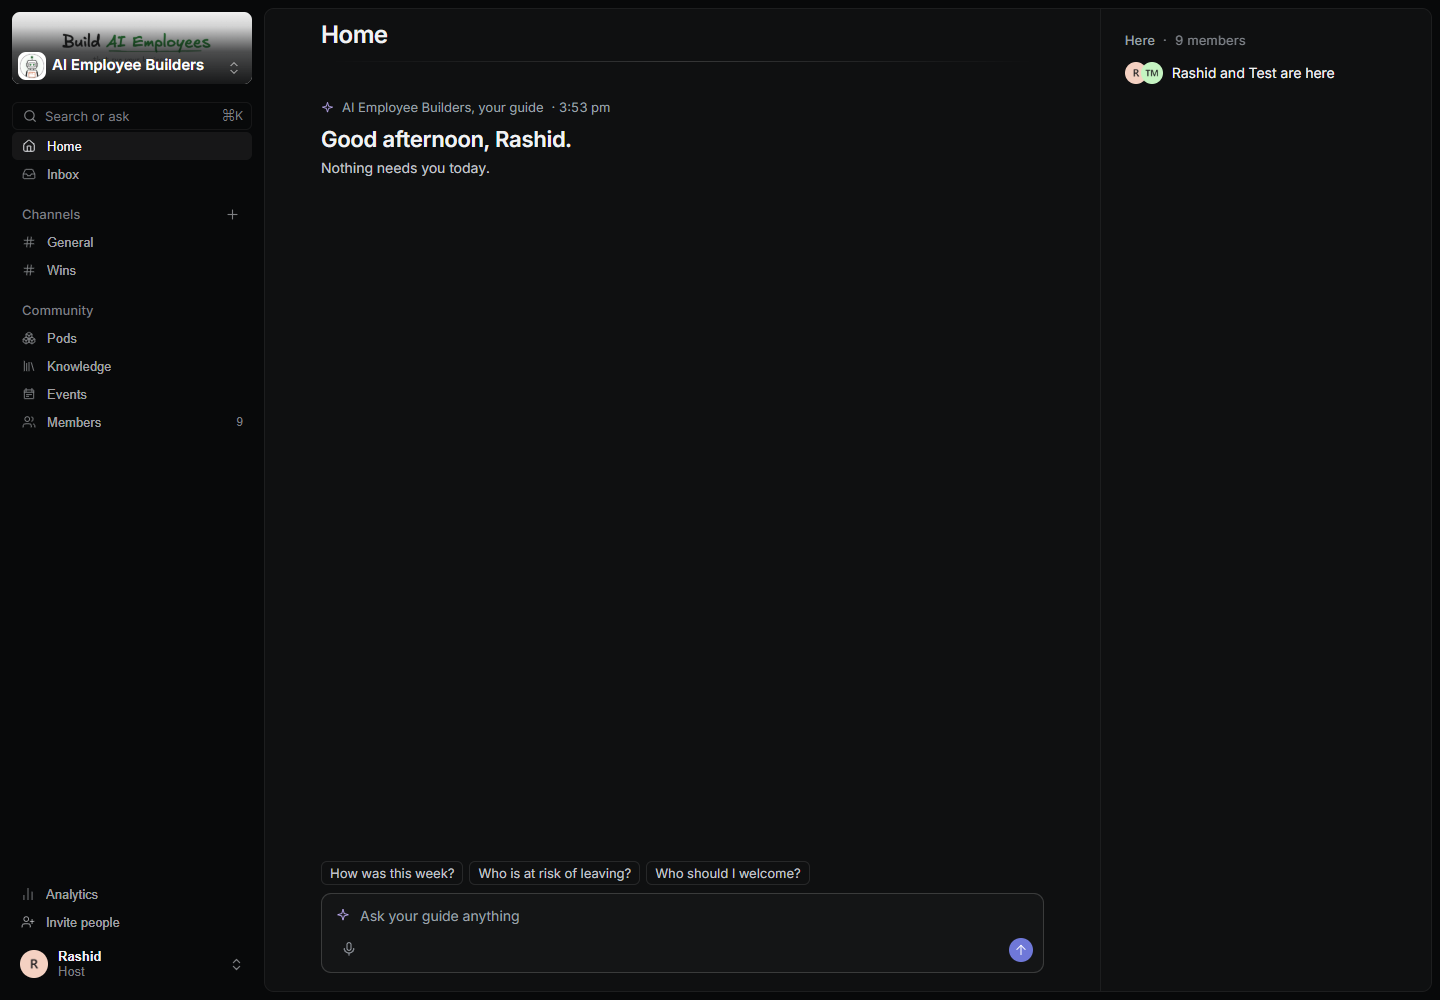 Build AI Employees
AI Employee Builders
Search or ask
⌘K
Home
Inbox
Channels
General
Wins
Community
Pods
Knowledge
Events
Members
9
Analytics
Invite people
R
Rashid
Host
Home
AI Employee Builders, your guide · 3:53 pm
Good afternoon, Rashid.
Nothing needs you today.
How was this week?
Who is at risk of leaving?
Who should I welcome?
Ask your guide anything
Here · 9 members
R
TM
Rashid and Test are here